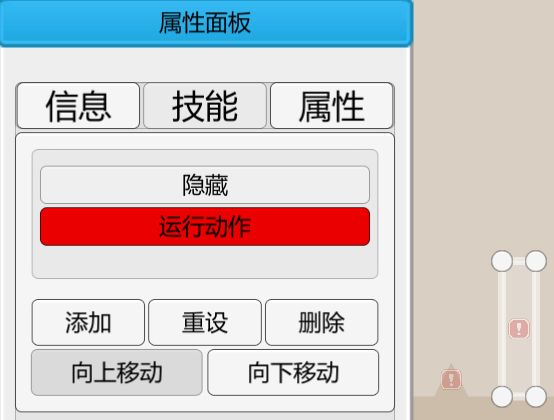 属性面板
信息 技能 属性
隐藏
运行动作
添加 重设 删除
向上移动 向下移动